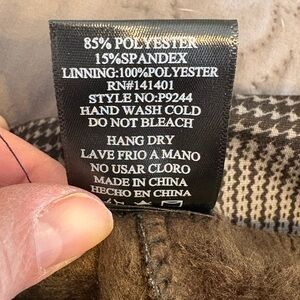 85% POLYESTER
15%SPANDEX
LINNING:100%POLYESTER
RN#141401
STYLE NO:P9244
HAND WASH COLD
DO NOT BLEACH
HANG DRY
LAVE FRIO A MANO
NO USAR CLORO
MADE IN CHINA
HECHO EN CHINA